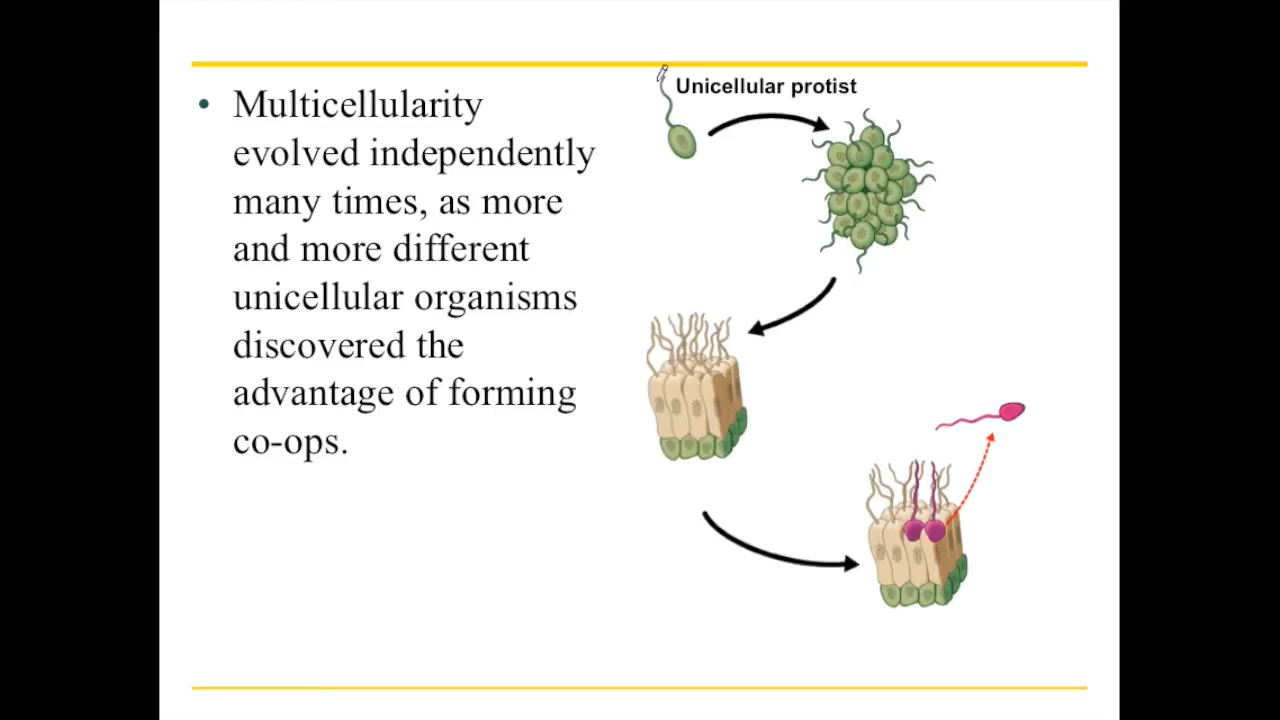 Unicellular protist
• Multicellularity
evolved independently
many times, as more
and more different
unicellular organisms
discovered the
advantage of forming
co-ops.